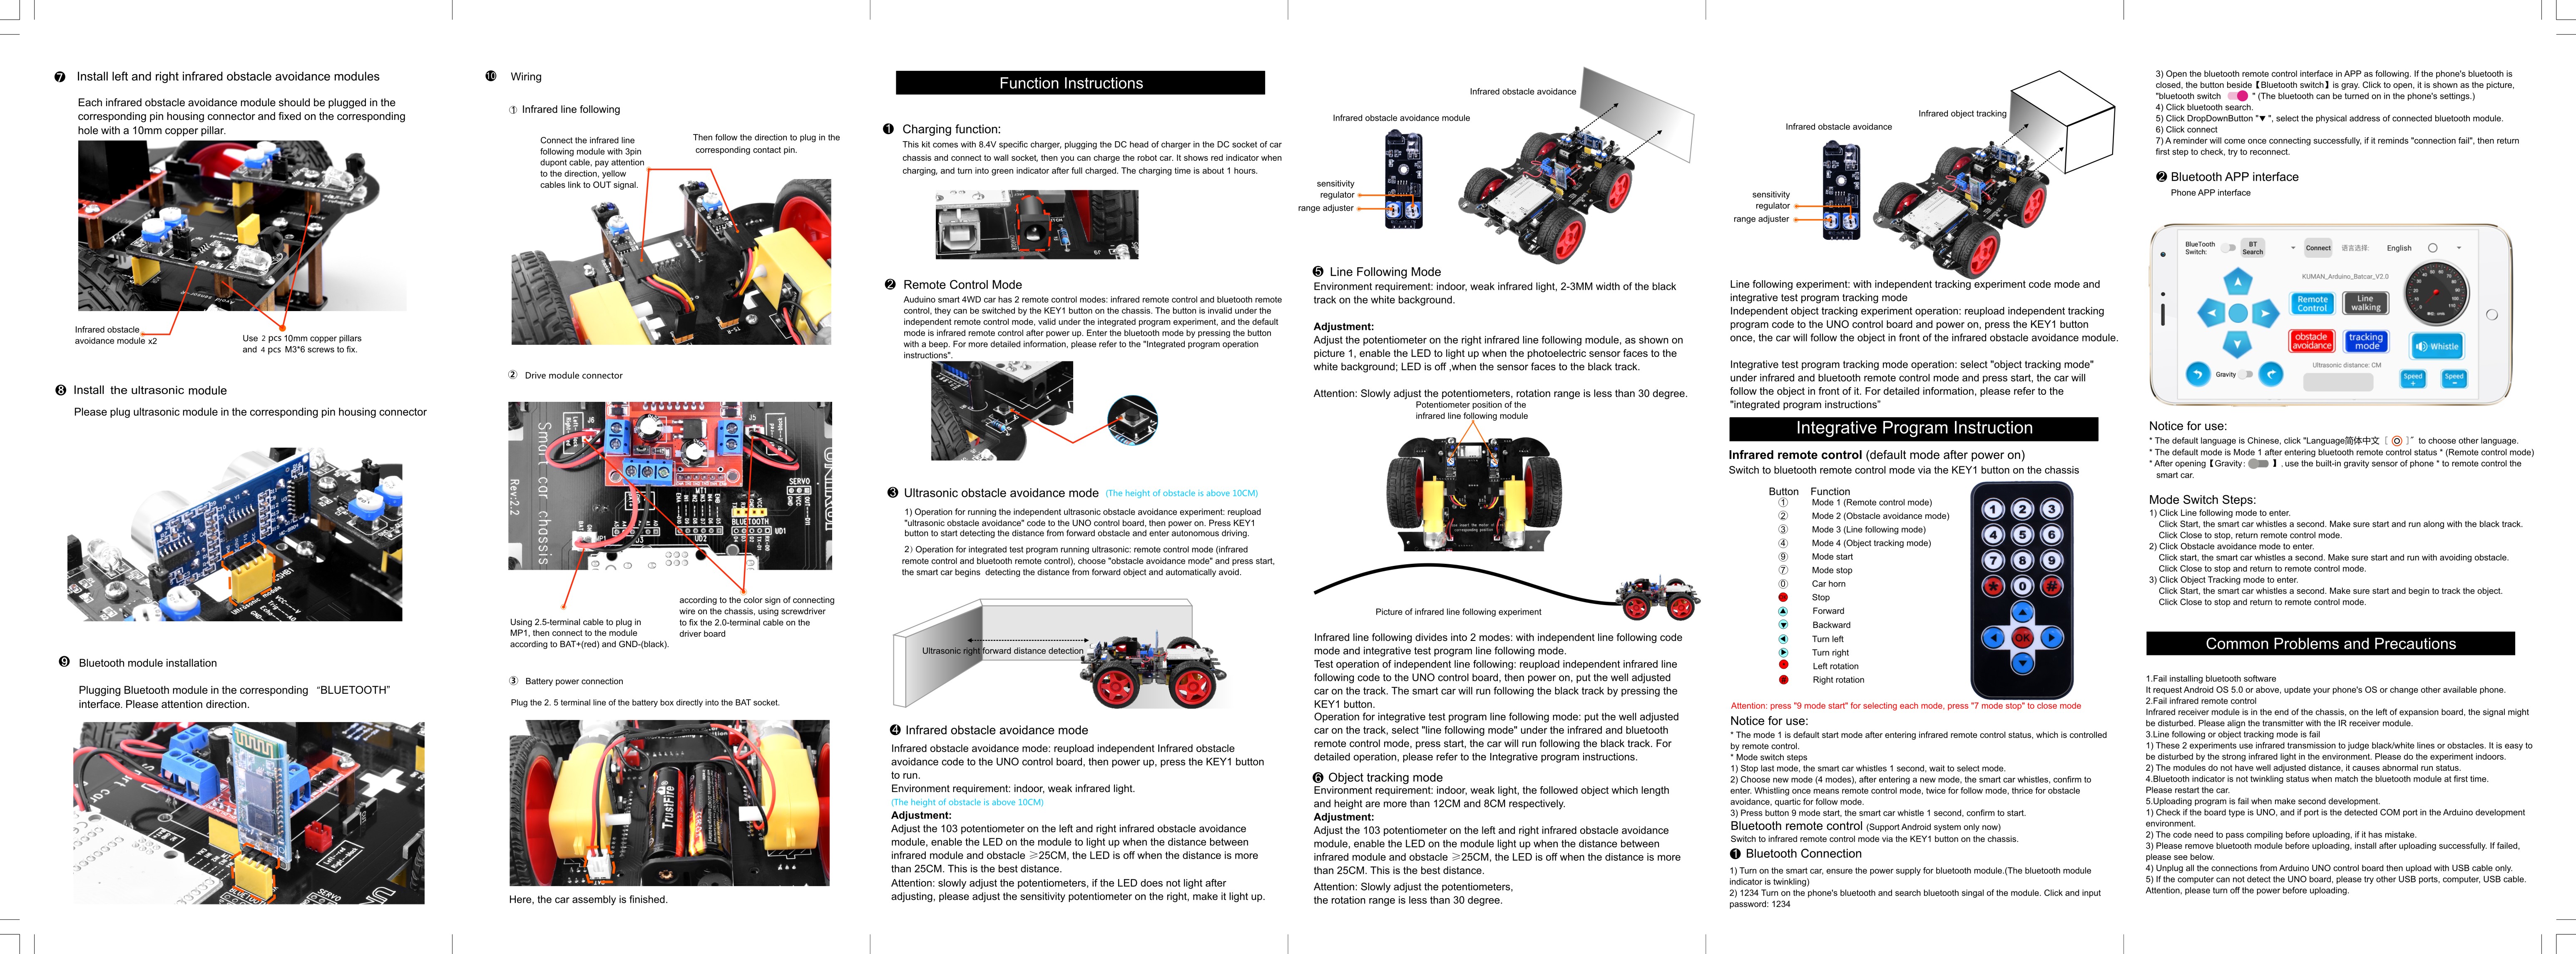 7 Install left and right infrared obstacle avoidance modules
Each infrared obstacle avoidance module should be plugged in the
corresponding pin housing connector and fixed on the corresponding
hole with a 10mm copper pillar.
Infrared obstacle
avoidance module x2
Use 2 pcs 10mm copper pillars
and 4 pcs M3*6 screws to fix.
8 Install the ultrasonic module
Please plug ultrasonic module in the corresponding pin housing connector
9 Bluetooth module installation
Plugging Bluetooth module in the corresponding “BLUETOOTH”
interface. Please attention direction.
10 Wiring
① Infrared line following
Connect the infrared line
following module with 3pin
dupont cable, pay attention
to the direction, yellow
cables link to OUT signal.
Then follow the direction to plug in the
corresponding contact pin.
② Drive module connector
Smart car chassis
Rev:2.2
J6
J5
SERVO
MT1
BLUETOOTH
UD1
UD2
J3
MP1
BAT
Using 2.5-terminal cable to plug in
MP1, then connect to the module
according to BAT+(red) and GND-(black).
according to the color sign of connecting
wire on the chassis, using screwdriver
to fix the 2.0-terminal cable on the
driver board
③ Battery power connection
Plug the 2. 5 terminal line of the battery box directly into the BAT socket.
TrustFire
Here, the car assembly is finished.
Function Instructions
1 Charging function:
This kit comes with 8.4V specific charger, plugging the DC head of charger in the DC socket of car
chassis and connect to wall socket, then you can charge the robot car. It shows red indicator when
charging, and turn into green indicator after full charged. The charging time is about 1 hours.
2 Remote Control Mode
Auduino smart 4WD car has 2 remote control modes: infrared remote control and bluetooth remote
control, they can be switched by the KEY1 button on the chassis. The button is invalid under the
independent remote control mode, valid under the integrated program experiment, and the default
mode is infrared remote control after power up. Enter the bluetooth mode by pressing the button
with a beep. For more detailed information, please refer to the "Integrated program operation
instructions".
3 Ultrasonic obstacle avoidance mode (The height of obstacle is above 10CM)
1) Operation for running the independent ultrasonic obstacle avoidance experiment: reupload
"ultrasonic obstacle avoidance" code to the UNO control board, then power on. Press KEY1
button to start detecting the distance from forward obstacle and enter autonomous driving.
2) Operation for integrated test program running ultrasonic: remote control mode (infrared
remote control and bluetooth remote control), choose "obstacle avoidance mode" and press start,
the smart car begins detecting the distance from forward object and automatically avoid.
Ultrasonic right forward distance detection
4 Infrared obstacle avoidance mode
Infrared obstacle avoidance mode: reupload independent Infrared obstacle
avoidance code to the UNO control board, then power up, press the KEY1 button
to run.
Environment requirement: indoor, weak infrared light.
(The height of obstacle is above 10CM)
Adjustment:
Adjust the 103 potentiometer on the left and right infrared obstacle avoidance
module, enable the LED on the module to light up when the distance between
infrared module and obstacle ≥25CM, the LED is off when the distance is more
than 25CM. This is the best distance.
Attention: slowly adjust the potentiometers, if the LED does not light after
adjusting, please adjust the sensitivity potentiometer on the right, make it light up.
Infrared obstacle avoidance
Infrared obstacle avoidance module
sensitivity
regulator
range adjuster
5 Line Following Mode
Environment requirement: indoor, weak infrared light, 2-3MM width of the black
track on the white background.
Adjustment:
Adjust the potentiometer on the right infrared line following module, as shown on
picture 1, enable the LED to light up when the photoelectric sensor faces to the
white background; LED is off ,when the sensor faces to the black track.
Attention: Slowly adjust the potentiometers, rotation range is less than 30 degree.
Potentiometer position of the
infrared line following module
Picture of infrared line following experiment
Infrared line following divides into 2 modes: with independent line following code
mode and integrative test program line following mode.
Test operation of independent line following: reupload independent infrared line
following code to the UNO control board, then power on, put the well adjusted
car on the track. The smart car will run following the black track by pressing the
KEY1 button.
Operation for integrative test program line following mode: put the well adjusted
car on the track, select "line following mode" under the infrared and bluetooth
remote control mode, press start, the car will run following the black track. For
detailed operation, please refer to the Integrative program instructions.
6 Object tracking mode
Environment requirement: indoor, weak light, the followed object which length
and height are more than 12CM and 8CM respectively.
Adjustment:
Adjust the 103 potentiometer on the left and right infrared obstacle avoidance
module, enable the LED on the module light up when the distance between
infrared module and obstacle ≥25CM, the LED is off when the distance is more
than 25CM. This is the best distance.
Attention: Slowly adjust the potentiometers,
the rotation range is less than 30 degree.
Infrared object tracking
Infrared obstacle avoidance
sensitivity
regulator
range adjuster
Line following experiment: with independent tracking experiment code mode and
integrative test program tracking mode
Independent object tracking experiment operation: reupload independent tracking
program code to the UNO control board and power on, press the KEY1 button
once, the car will follow the object in front of the infrared obstacle avoidance module.
Integrative test program tracking mode operation: select "object tracking mode"
under infrared and bluetooth remote control mode and press start, the car will
follow the object in front of it. For detailed information, please refer to the
"integrated program instructions"
Integrative Program Instruction
Infrared remote control (default mode after power on)
Switch to bluetooth remote control mode via the KEY1 button on the chassis
Button Function
① Mode 1 (Remote control mode)
② Mode 2 (Obstacle avoidance mode)
③ Mode 3 (Line following mode)
④ Mode 4 (Object tracking mode)
⑨ Mode start
⑦ Mode stop
⓪ Car horn
Stop
▲ Forward
▼ Backward
◀ Turn left
▶ Turn right
* Left rotation
# Right rotation
1 2 3
4 5 6
7 8 9
* 0 #
OK
Attention: press "9 mode start" for selecting each mode, press "7 mode stop" to close mode
Notice for use:
* The mode 1 is default start mode after entering infrared remote control status, which is controlled
by remote control.
* Mode switch steps
1) Stop last mode, the smart car whistles 1 second, wait to select mode.
2) Choose new mode (4 modes), after entering a new mode, the smart car whistles, confirm to
enter. Whistling once means remote control mode, twice for follow mode, thrice for obstacle
avoidance, quartic for follow mode.
3) Press button 9 mode start, the smart car whistle 1 second, confirm to start.
Bluetooth remote control (Support Android system only now)
Switch to infrared remote control mode via the KEY1 button on the chassis.
1 Bluetooth Connection
1) Turn on the smart car, ensure the power supply for bluetooth module.(The bluetooth module
indicator is twinkling)
2) 1234 Turn on the phone's bluetooth and search bluetooth singal of the module. Click and input
password: 1234
3) Open the bluetooth remote control interface in APP as following. If the phone's bluetooth is
closed, the button beside【Bluetooth switch】is gray. Click to open, it is shown as the picture,
"bluetooth switch " (The bluetooth can be turned on in the phone's settings.)
4) Click bluetooth search.
5) Click DropDownButton "▼", select the physical address of connected bluetooth module.
6) Click connect
7) A reminder will come once connecting successfully, if it reminds "connection fail", then return
first step to check, try to reconnect.
2 Bluetooth APP interface
Phone APP interface
BlueTooth
Switch:
BT
Search
Connect
语言选择:
English
KUMAN_Arduino_Batcar_V2.0
Remote
Control
Line
walking
obstacle
avoidance
tracking
mode
Whistle
Gravity
Ultrasonic distance: CM
Speed
+
Speed
−
Notice for use:
* The default language is Chinese, click "Language简体中文〔 〕" to choose other language.
* The default mode is Mode 1 after entering bluetooth remote control status * (Remote control mode)
* After opening【Gravity: 】, use the built-in gravity sensor of phone * to remote control the
smart car.
Mode Switch Steps:
1) Click Line following mode to enter.
Click Start, the smart car whistles a second. Make sure start and run along with the black track.
Click Close to stop, return remote control mode.
2) Click Obstacle avoidance mode to enter.
Click start, the smart car whistles a second. Make sure start and run with avoiding obstacle.
Click Close to stop and return to remote control mode.
3) Click Object Tracking mode to enter.
Click Start, the smart car whistles a second. Make sure start and begin to track the object.
Click Close to stop and return to remote control mode.
Common Problems and Precautions
1.Fail installing bluetooth software
It request Android OS 5.0 or above, update your phone's OS or change other available phone.
2.Fail infrared remote control
Infrared receiver module is in the end of the chassis, on the left of expansion board, the signal might
be disturbed. Please align the transmitter with the IR receiver module.
3.Line following or object tracking mode is fail
1) These 2 experiments use infrared transmission to judge black/white lines or obstacles. It is easy to
be disturbed by the strong infrared light in the environment. Please do the experiment indoors.
2) The modules do not have well adjusted distance, it causes abnormal run status.
4.Bluetooth indicator is not twinkling status when match the bluetooth module at first time.
Please restart the car.
5.Uploading program is fail when make second development.
1) Check if the board type is UNO, and if port is the detected COM port in the Arduino development
environment.
2) The code need to pass compiling before uploading, if it has mistake.
3) Please remove bluetooth module before uploading, install after uploading successfully. If failed,
please see below.
4) Unplug all the connections from Arduino UNO control board then upload with USB cable only.
5) If the computer can not detect the UNO board, please try other USB ports, computer, USB cable.
Attention, please turn off the power before uploading.